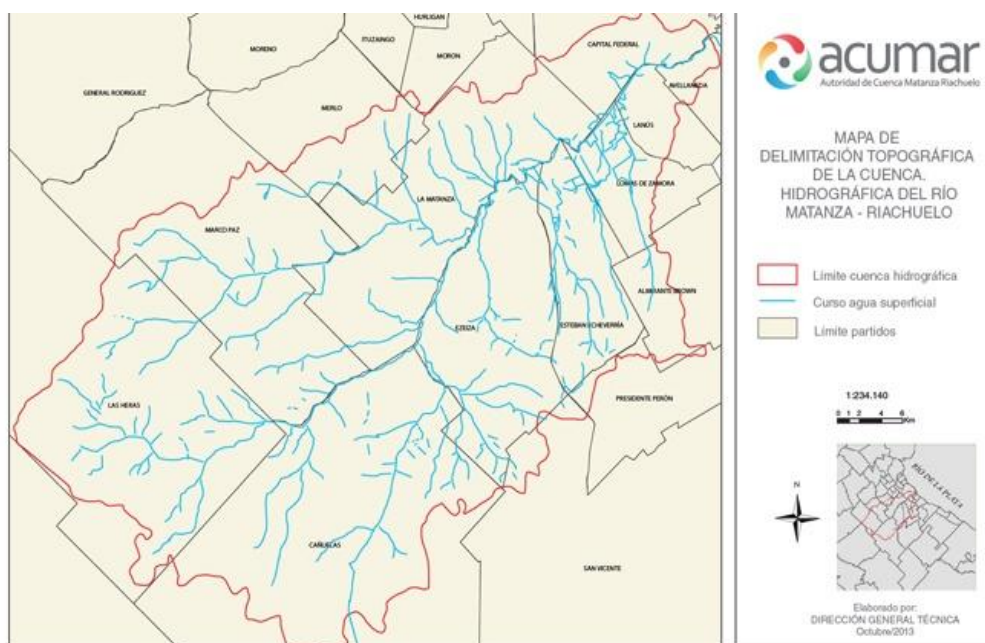 HURLIGAN
ITUZAINGO
CAPITAL FEDERAL
MORENO
MORON
AVELLANEDA
GENERAL RODRIGUEZ
MERLO
LANÚS
LOMAS DE ZAMORA
LA MATANZA
MARCO PAZ
ALMIRANTE BROWN
EZEIZA
ESTEBAN ECHEVERRÍA
PRESIDENTE PERÓN
LAS HERAS
CAÑUELAS
SAN VICENTE
acumar
Autoridad de Cuenca Matanza Riachuelo
MAPA DE
DELIMITACIÓN TOPOGRÁFICA
DE LA CUENCA.
HIDROGRÁFICA DEL RÍO
MATANZA - RIACHUELO
Límite cuenca hidrográfica
Curso agua superficial
Límite partidos
1:234.140
0 1 2 4 6
Km
N
RIO DE LA PLATA
Elaborado por:
DIRECCIÓN GENERAL TÉCNICA
Octubre/2013